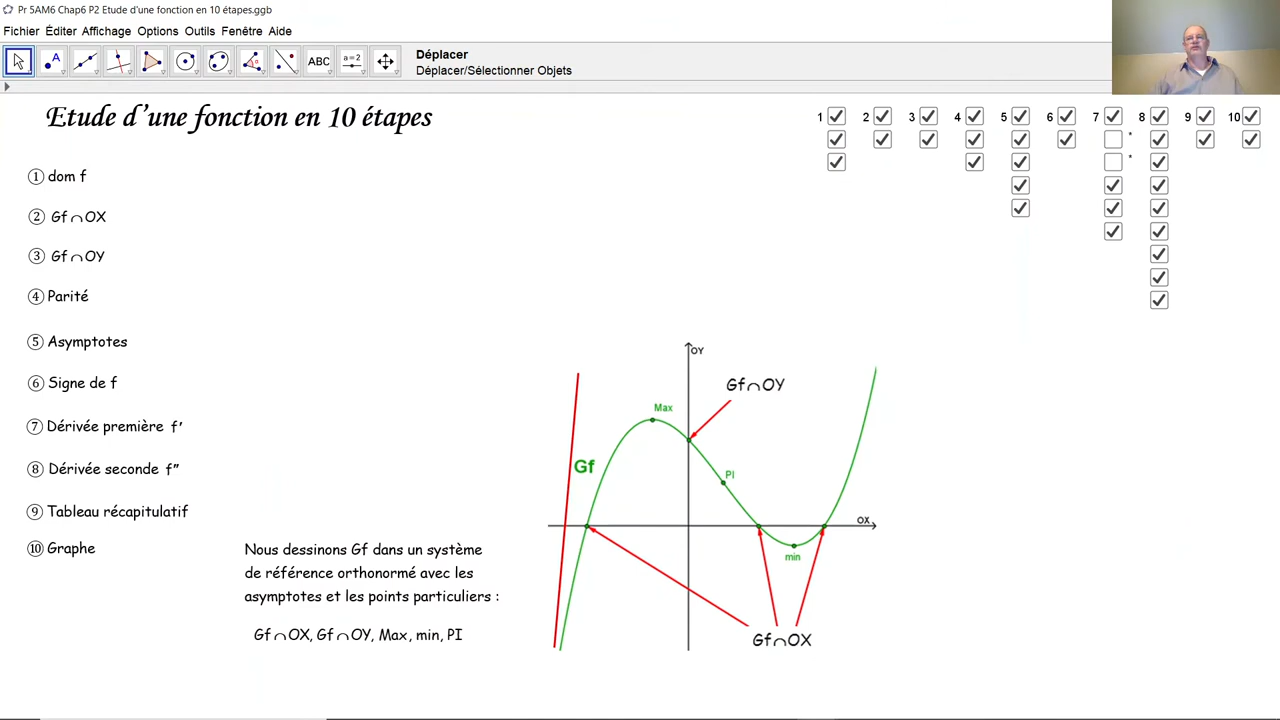 Pr 5AM6 Chap6 P2 Etude d'une fonction en 10 étapes.ggb
Fichier Éditer Affichage Options Outils Fenêtre Aide
A ABC a=2
Déplacer
Déplacer/Sélectionner Objets
Etude d'une fonction en 10 étapes
1 2 3 4 5 6 7 8 9 10
* 
*
① dom f
② Gf∩OX
③ Gf∩OY
④ Parité
⑤ Asymptotes
⑥ Signe de f
⑦ Dérivée première f'
⑧ Dérivée seconde f"
⑨ Tableau récapitulatif
⑩ Graphe
Nous dessinons Gf dans un système
de référence orthonormé avec les
asymptotes et les points particuliers :
Gf∩OX, Gf∩OY, Max, min, PI
OY
Gf∩OY
Max
Gf
PI
OX
min
Gf∩OX